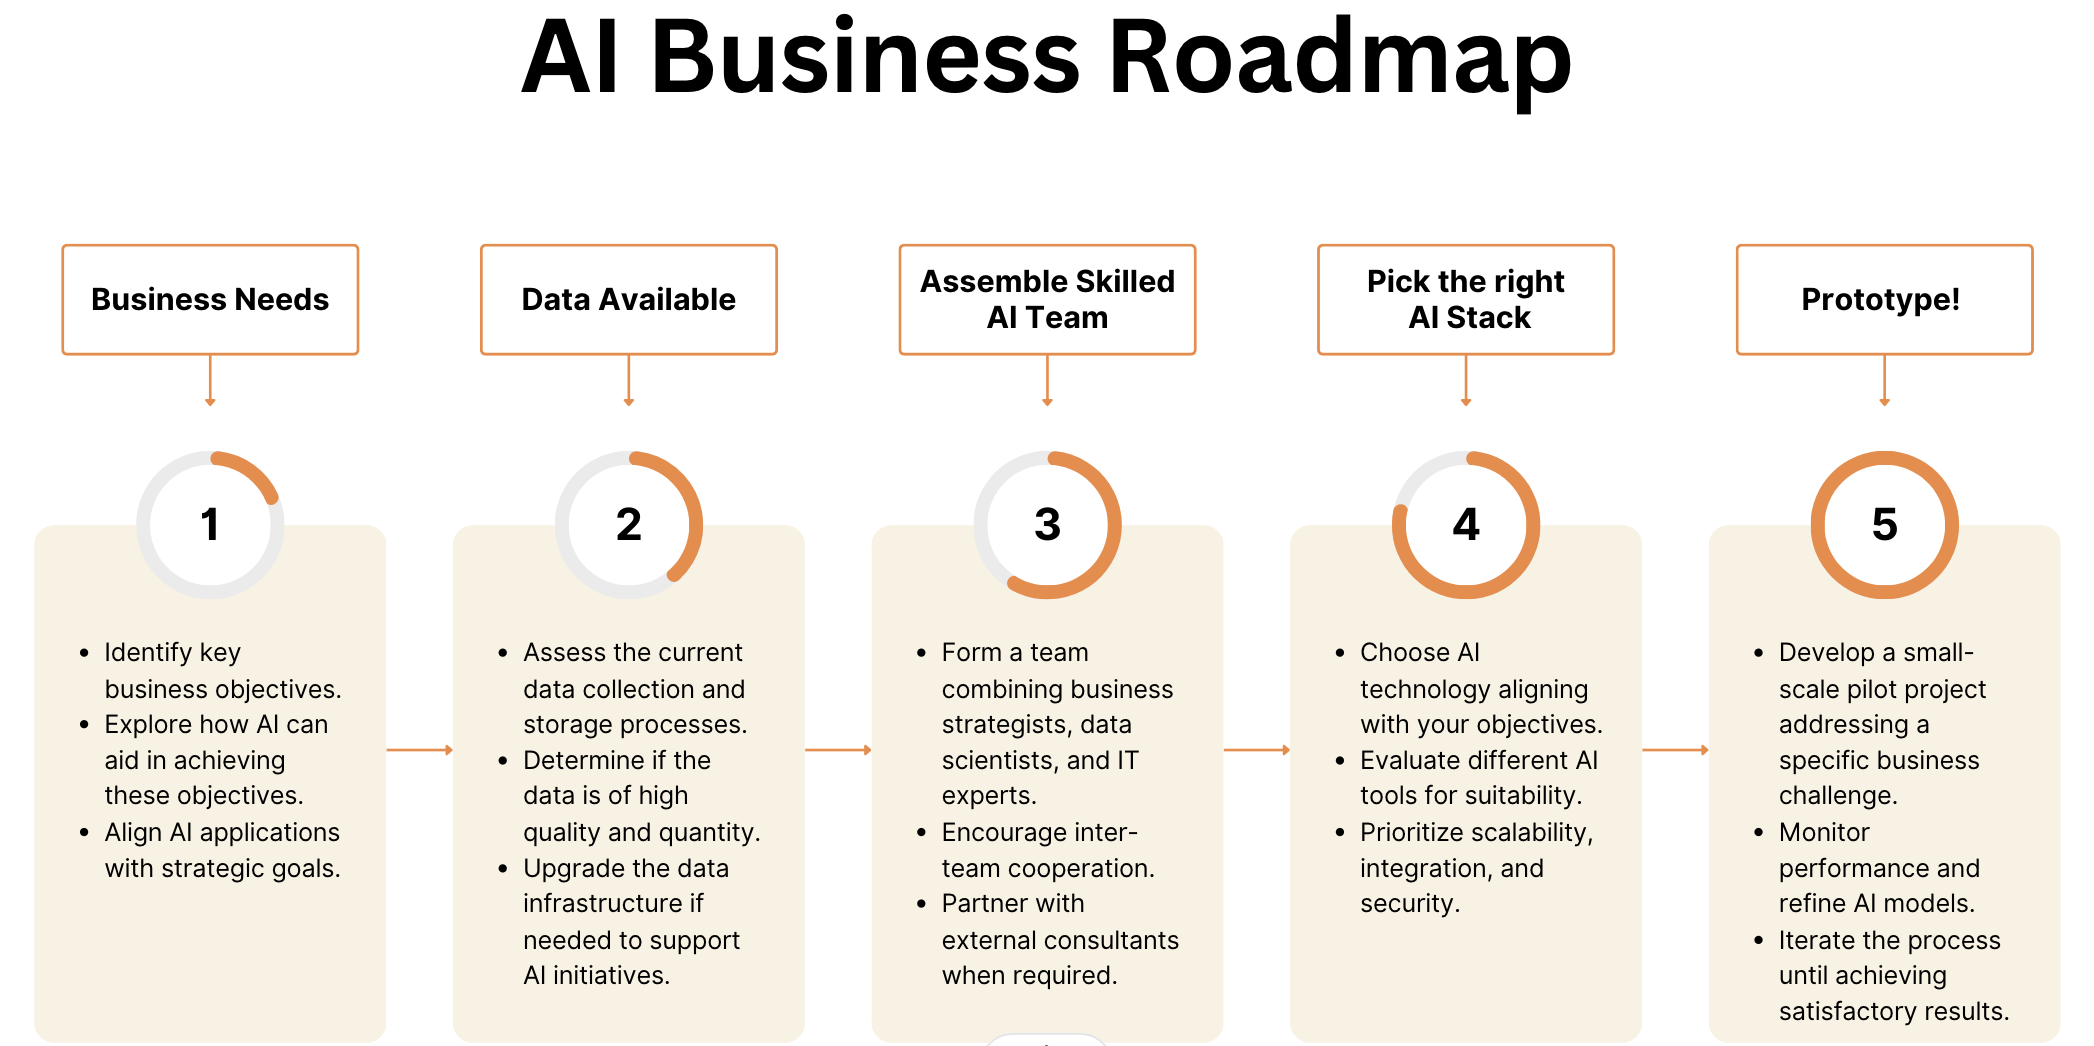 AI Business Roadmap
Business Needs
Data Available
Assemble Skilled
AI Team
Pick the right
AI Stack
Prototype!
1
2
3
4
5
• Identify key
business objectives.
• Explore how AI can
aid in achieving
these objectives.
• Align AI applications
with strategic goals.
• Assess the current
data collection and
storage processes.
• Determine if the
data is of high
quality and quantity.
• Upgrade the data
infrastructure if
needed to support
AI initiatives.
• Form a team
combining business
strategists, data
scientists, and IT
experts.
• Encourage inter-
team cooperation.
• Partner with
external consultants
when required.
• Choose AI
technology aligning
with your objectives.
• Evaluate different AI
tools for suitability.
• Prioritize scalability,
integration, and
security.
• Develop a small-
scale pilot project
addressing a
specific business
challenge.
• Monitor
performance and
refine AI models.
• Iterate the process
until achieving
satisfactory results.